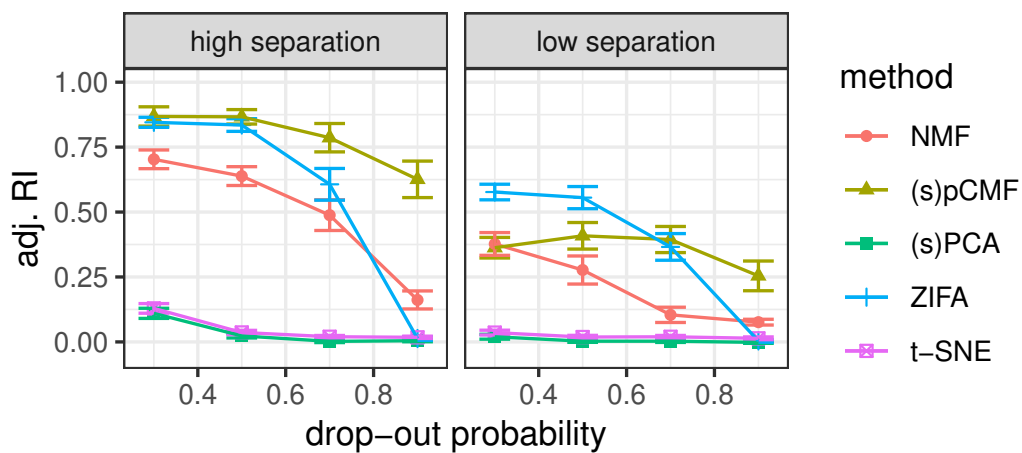 high separation
low separation
1.00
0.75
0.50
0.25
0.00
adj. RI
0.4
0.6
0.8
0.4
0.6
0.8
drop−out probability
method
NMF
(s)pCMF
(s)PCA
ZIFA
t−SNE